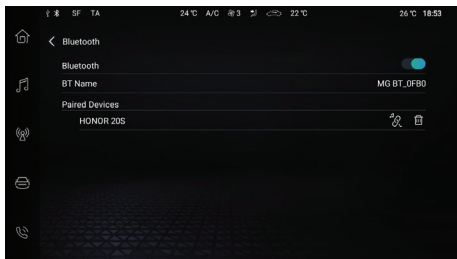 SF TA 24℃ A/C 3 22℃ 26℃ 18:53
Bluetooth
Bluetooth
BT Name MG BT_0FB0
Paired Devices
HONOR 20S